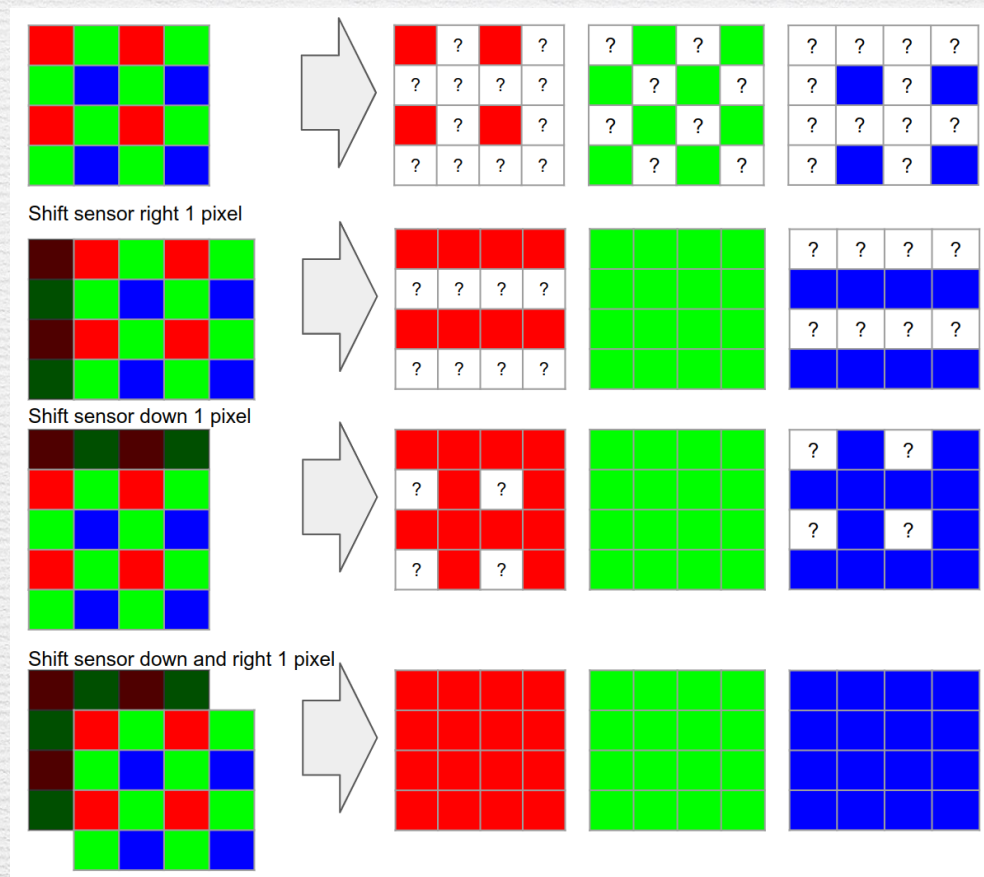 ? ? ? ? ? ? ? ?
? ? ? ? ? ? ? ?
? ? ? ? ? ? ? ?
? ? ? ? ? ? ? ?
Shift sensor right 1 pixel
? ? ? ?
? ? ? ?
? ? ? ?
? ? ? ?
Shift sensor down 1 pixel
? ?
? ?
? ?
? ?
Shift sensor down and right 1 pixel